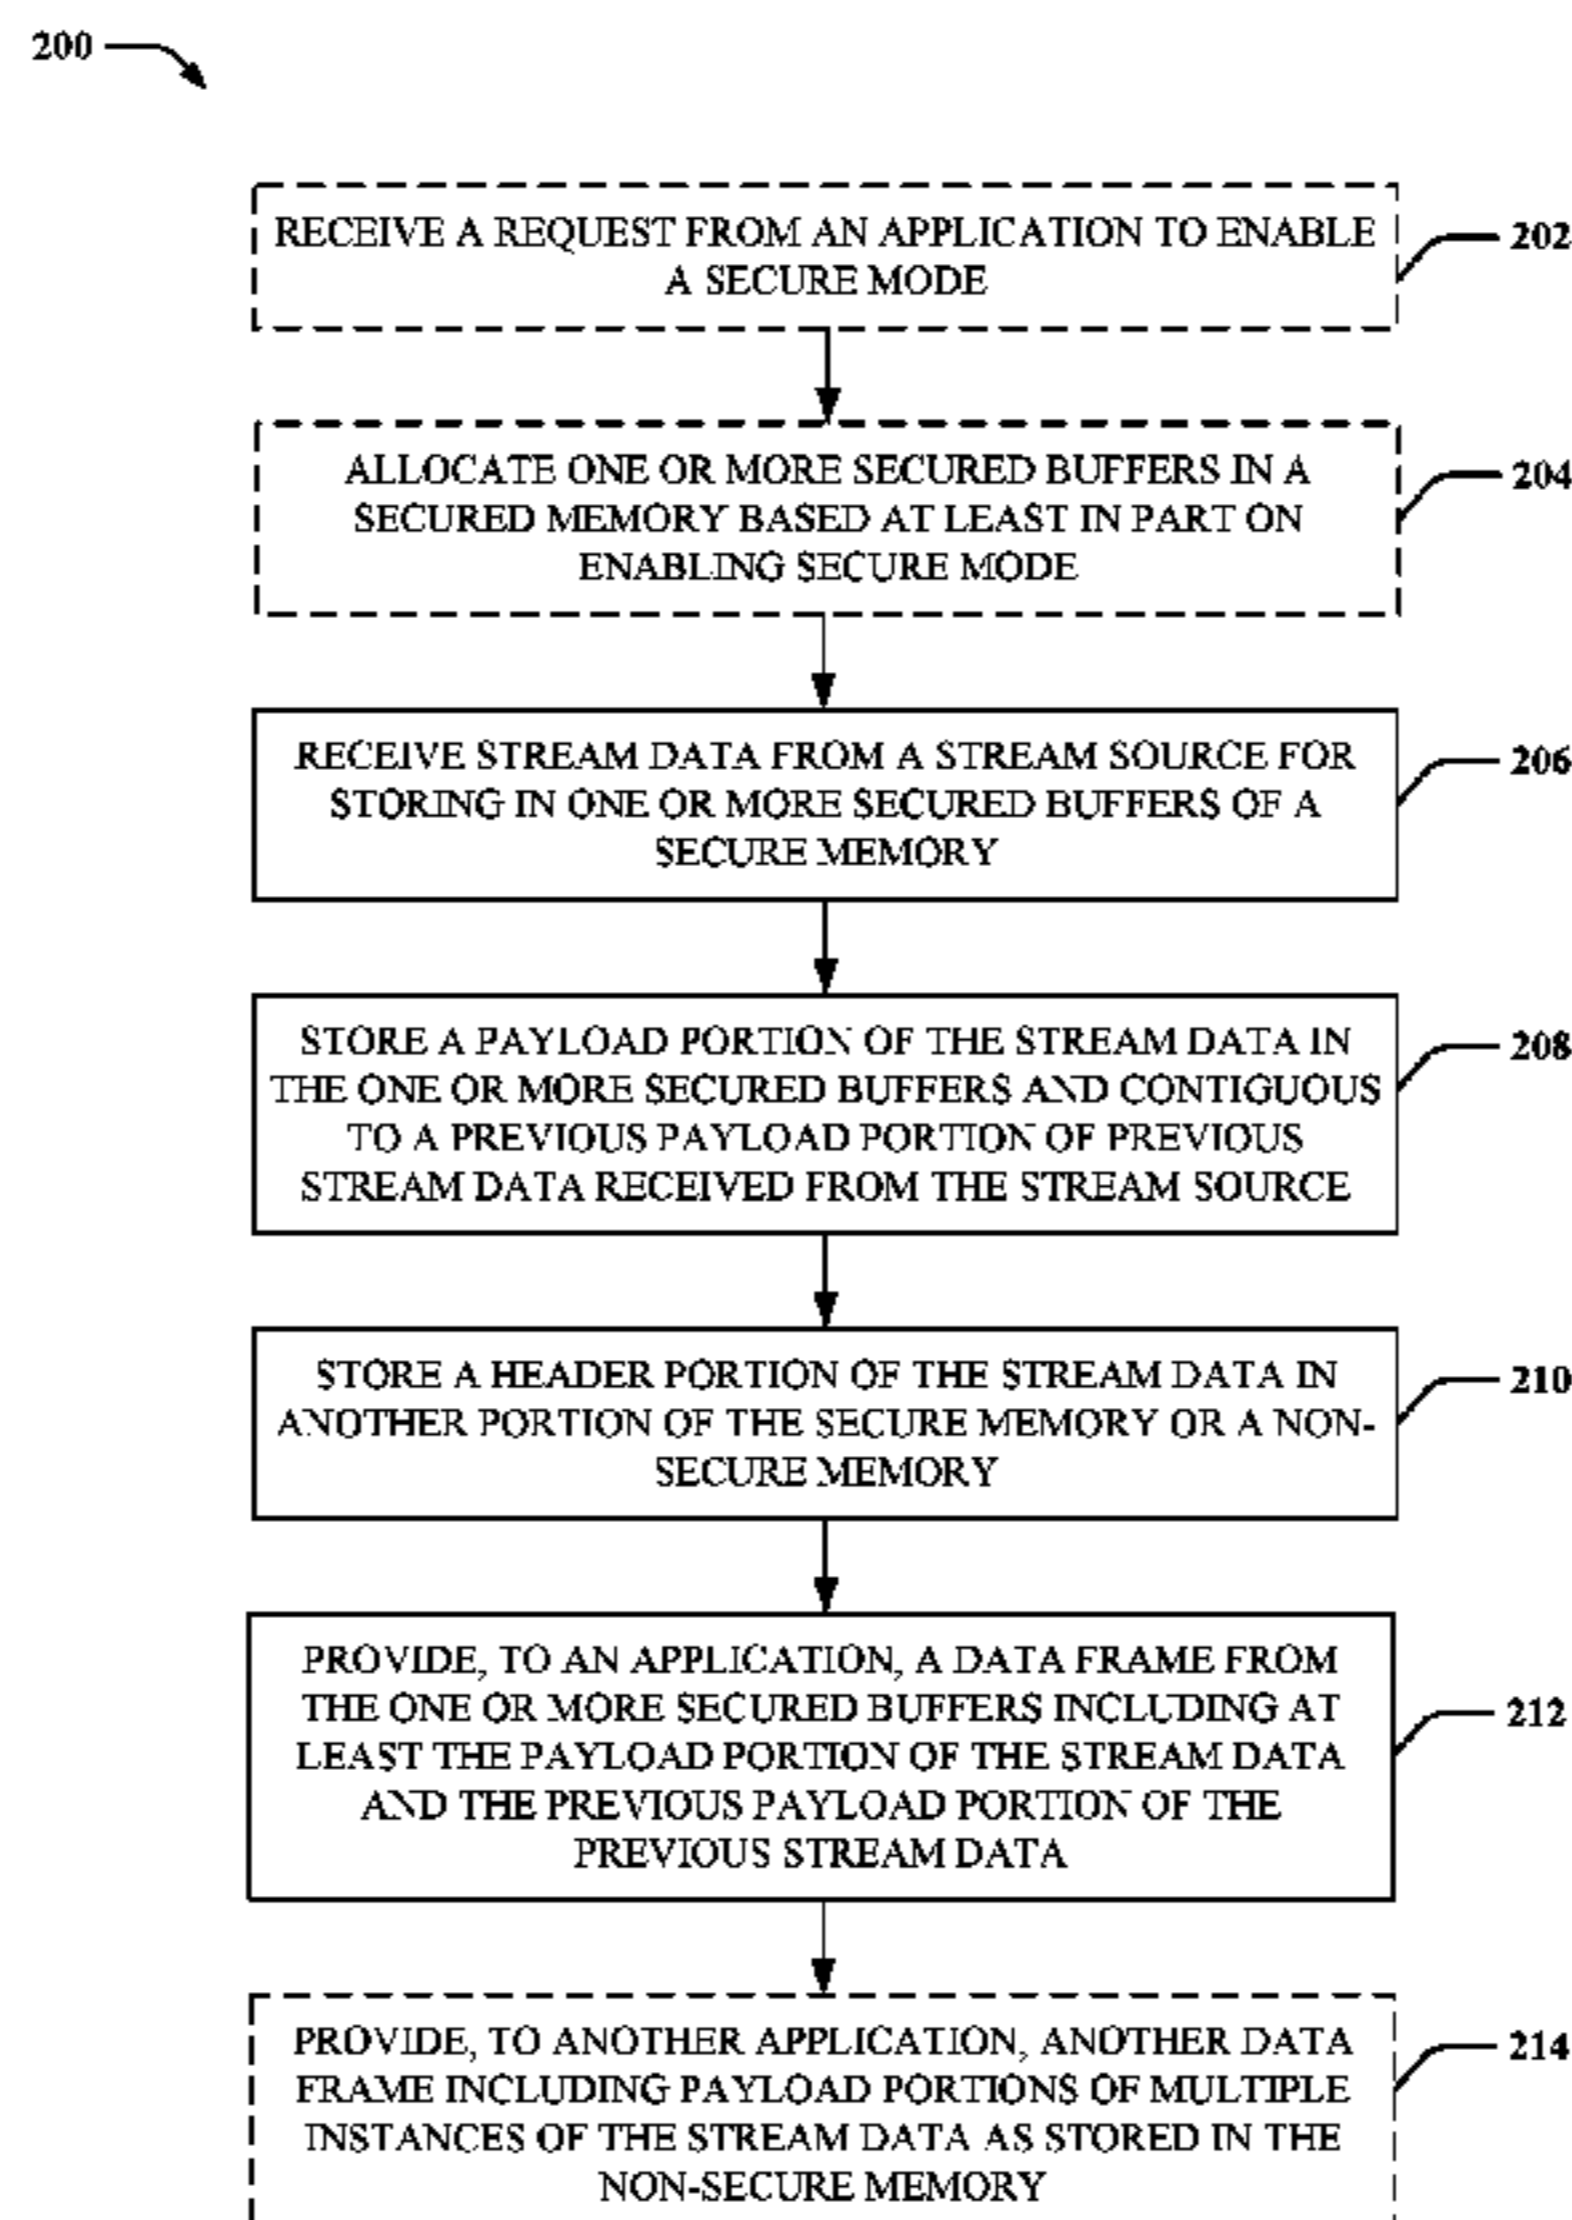 200
RECEIVE A REQUEST FROM AN APPLICATION TO ENABLE
A SECURE MODE
202
ALLOCATE ONE OR MORE SECURED BUFFERS IN A
SECURED MEMORY BASED AT LEAST IN PART ON
ENABLING SECURE MODE
204
RECEIVE STREAM DATA FROM A STREAM SOURCE FOR
STORING IN ONE OR MORE SECURED BUFFERS OF A
SECURE MEMORY
206
STORE A PAYLOAD PORTION OF THE STREAM DATA IN
THE ONE OR MORE SECURED BUFFERS AND CONTIGUOUS
TO A PREVIOUS PAYLOAD PORTION OF PREVIOUS
STREAM DATA RECEIVED FROM THE STREAM SOURCE
208
STORE A HEADER PORTION OF THE STREAM DATA IN
ANOTHER PORTION OF THE SECURE MEMORY OR A NON-
SECURE MEMORY
210
PROVIDE, TO AN APPLICATION, A DATA FRAME FROM
THE ONE OR MORE SECURED BUFFERS INCLUDING AT
LEAST THE PAYLOAD PORTION OF THE STREAM DATA
AND THE PREVIOUS PAYLOAD PORTION OF THE
PREVIOUS STREAM DATA
212
PROVIDE, TO ANOTHER APPLICATION, ANOTHER DATA
FRAME INCLUDING PAYLOAD PORTIONS OF MULTIPLE
INSTANCES OF THE STREAM DATA AS STORED IN THE
NON-SECURE MEMORY
214